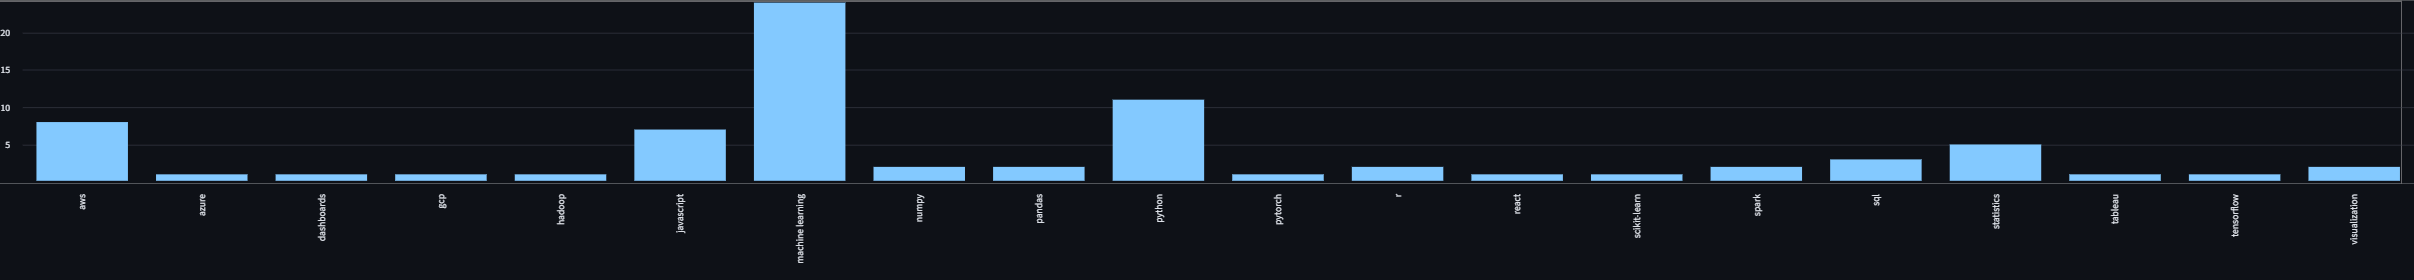 20
15
10
5
aws
azure
dashboards
gcp
hadoop
javascript
machine learning
numpy
pandas
python
pytorch
r
react
scikit-learn
spark
sql
statistics
tableau
tensorflow
visualization